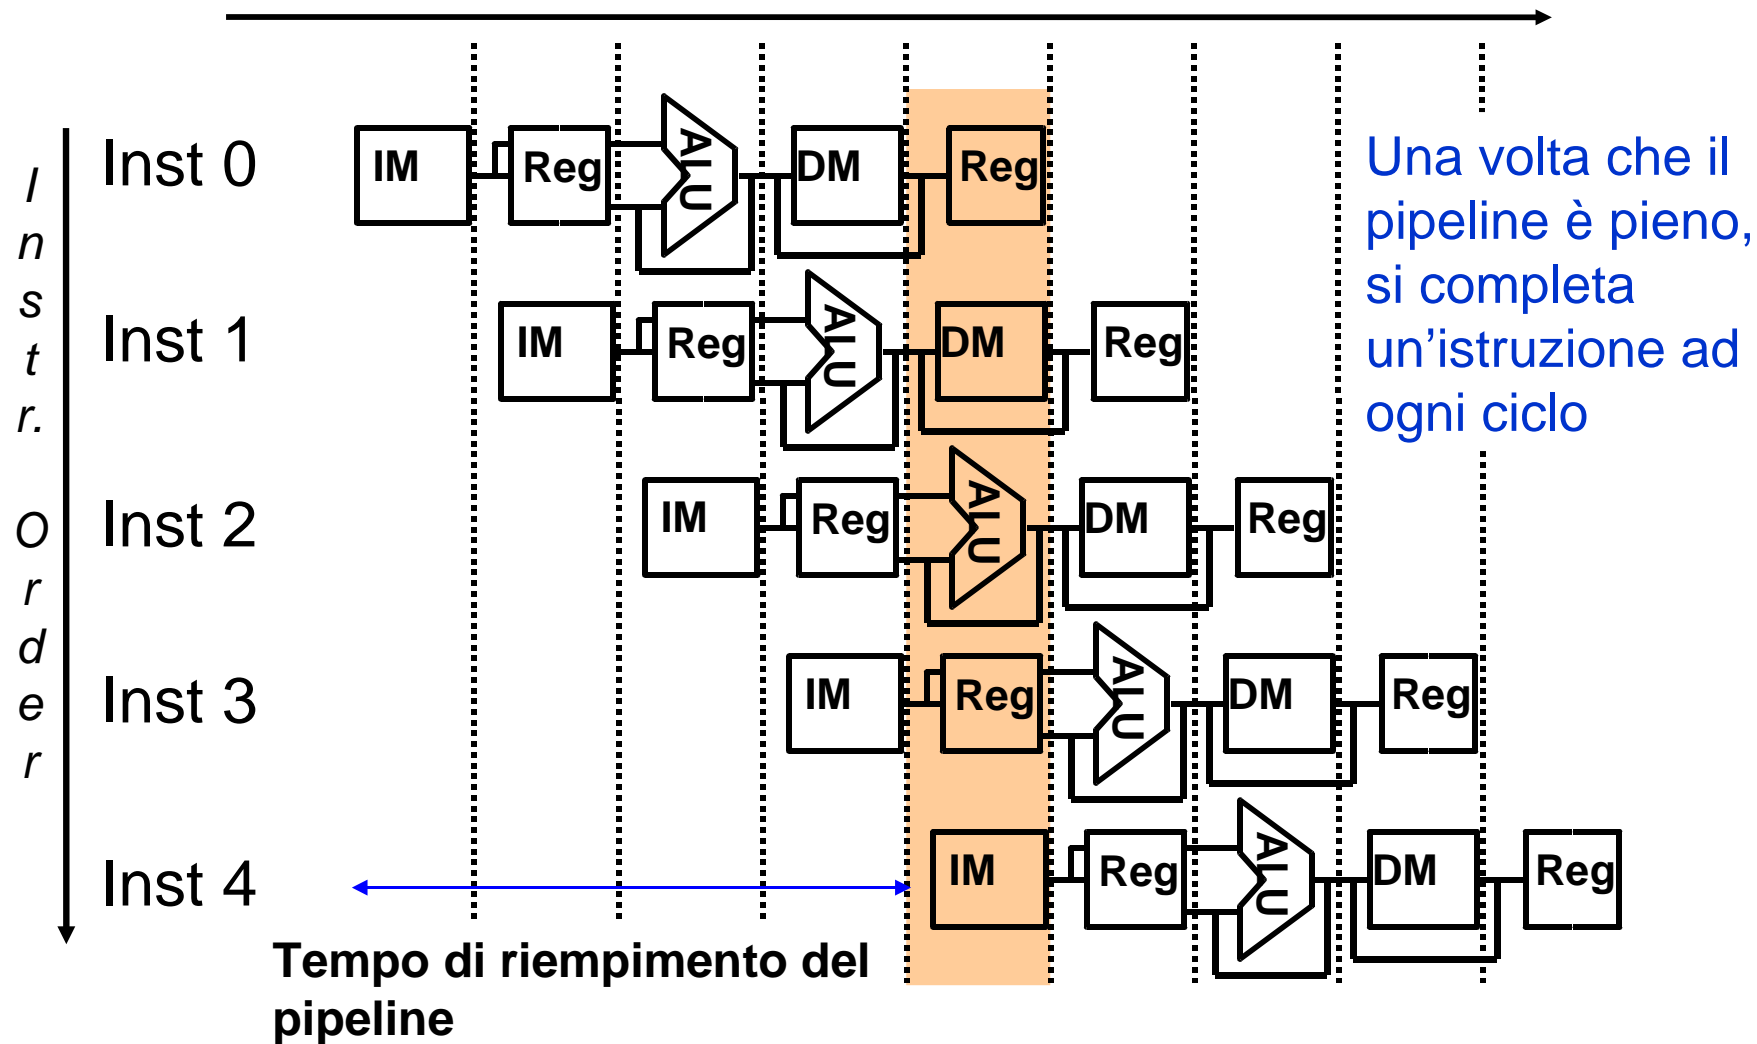 Instr. Order
Inst 0
IM
Reg
ALU
DM
Reg
Una volta che il
pipeline è pieno,
si completa
un'istruzione ad
ogni ciclo
Inst 1
IM
Reg
ALU
DM
Reg
Inst 2
IM
Reg
ALU
DM
Reg
Inst 3
IM
Reg
ALU
DM
Reg
Inst 4
IM
Reg
ALU
DM
Reg
Tempo di riempimento del
pipeline